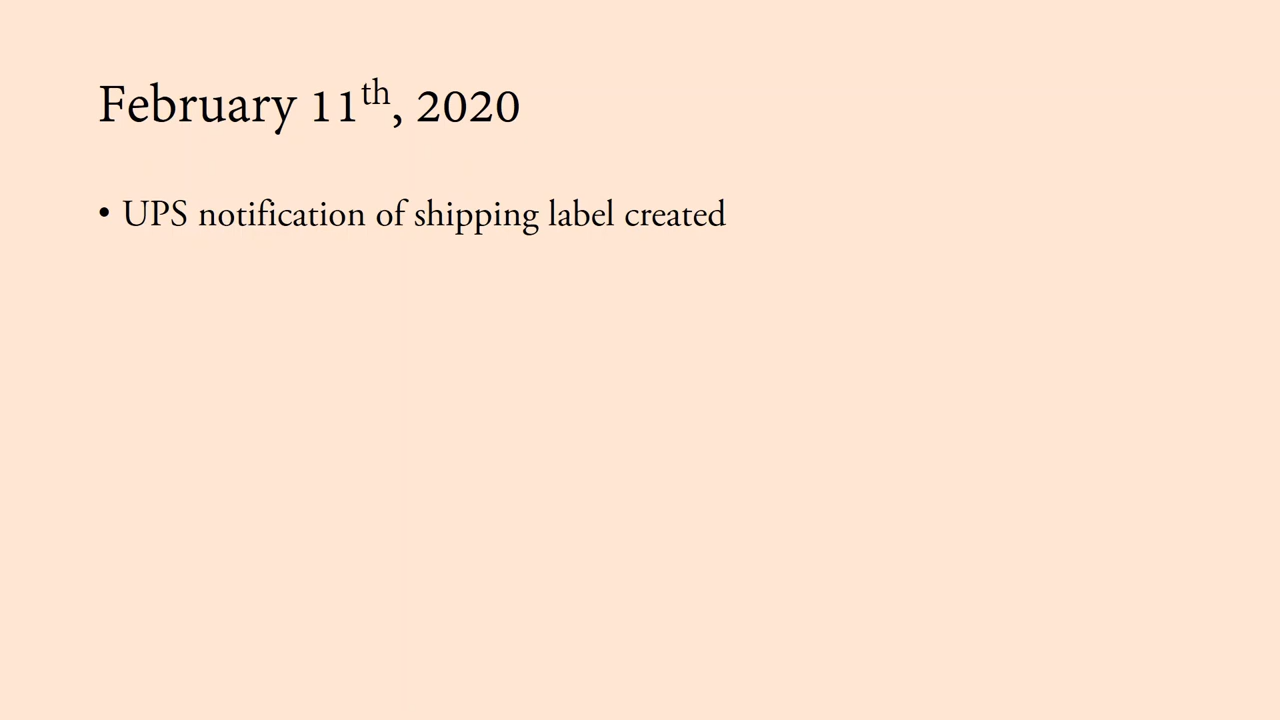 February 11th, 2020
• UPS notification of shipping label created